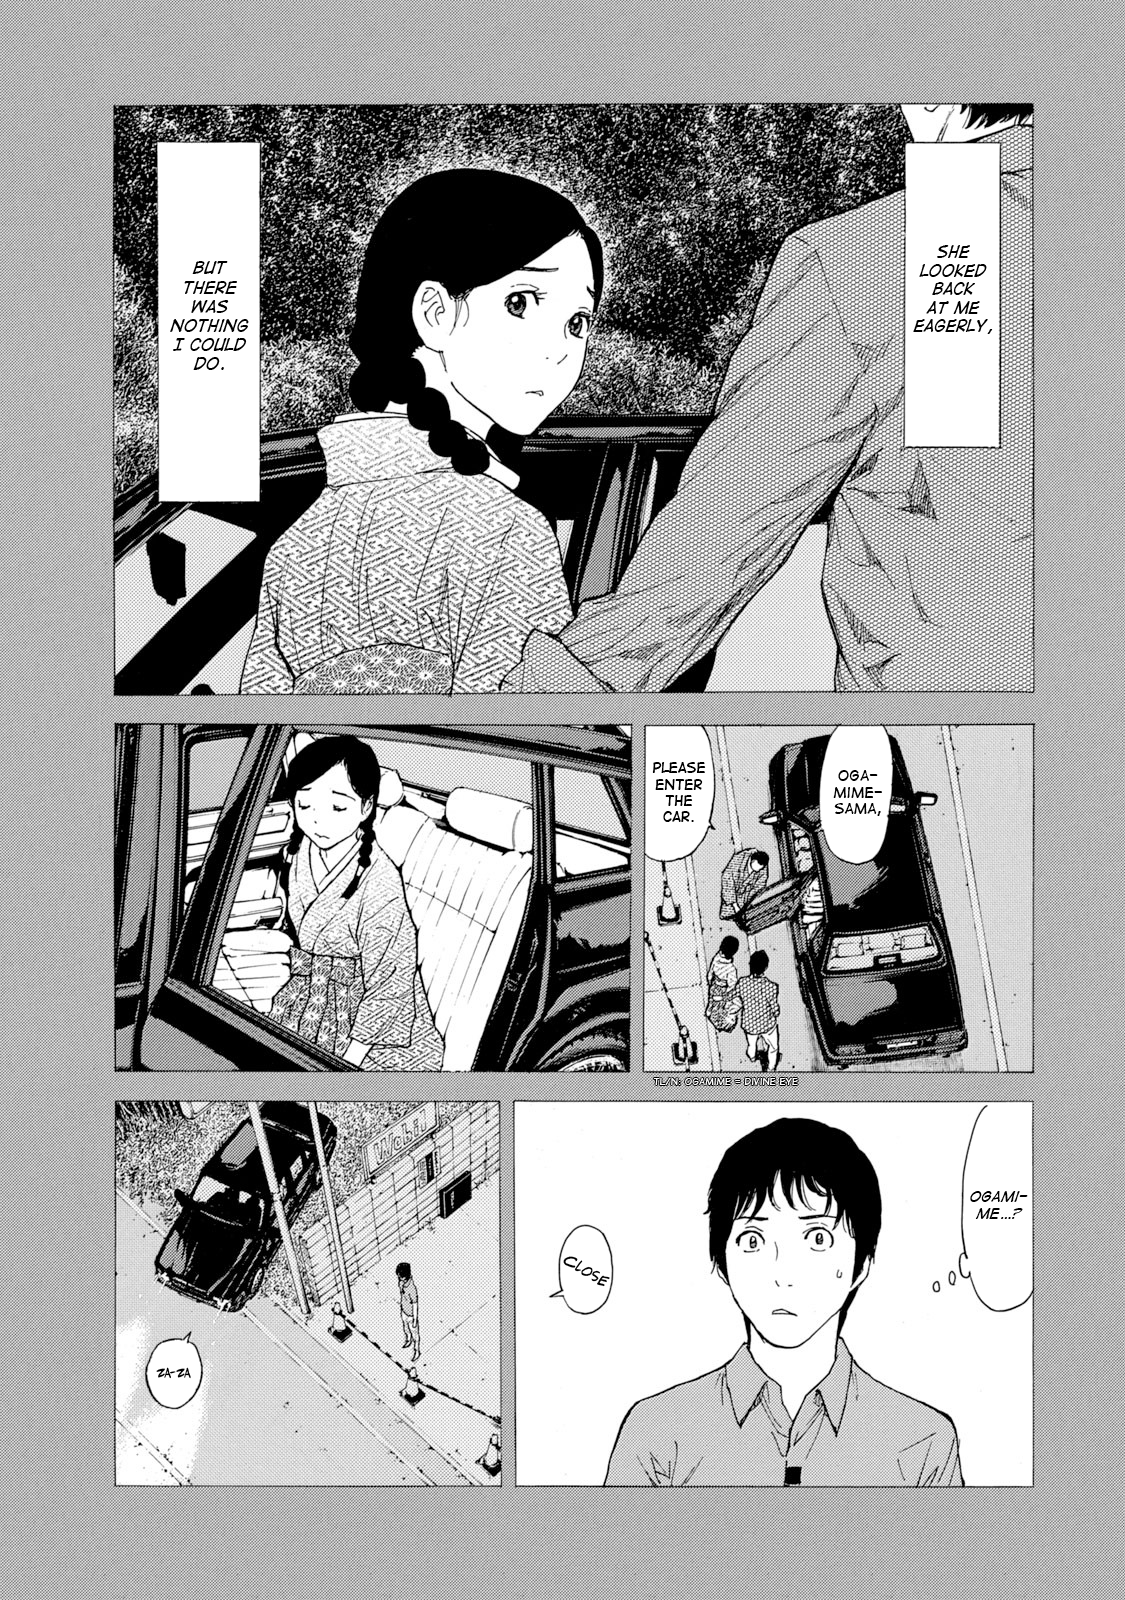 SHE
LOOKED
BACK
AT ME
EAGERLY,
BUT
THERE
WAS
NOTHING
I COULD
DO.
OGA-
MIME-
SAMA,
PLEASE
ENTER
THE
CAR.
TL/N: OGAMIME = DIVINE EYE
OGAMI-
ME...?
CLOSE
ZA-ZA